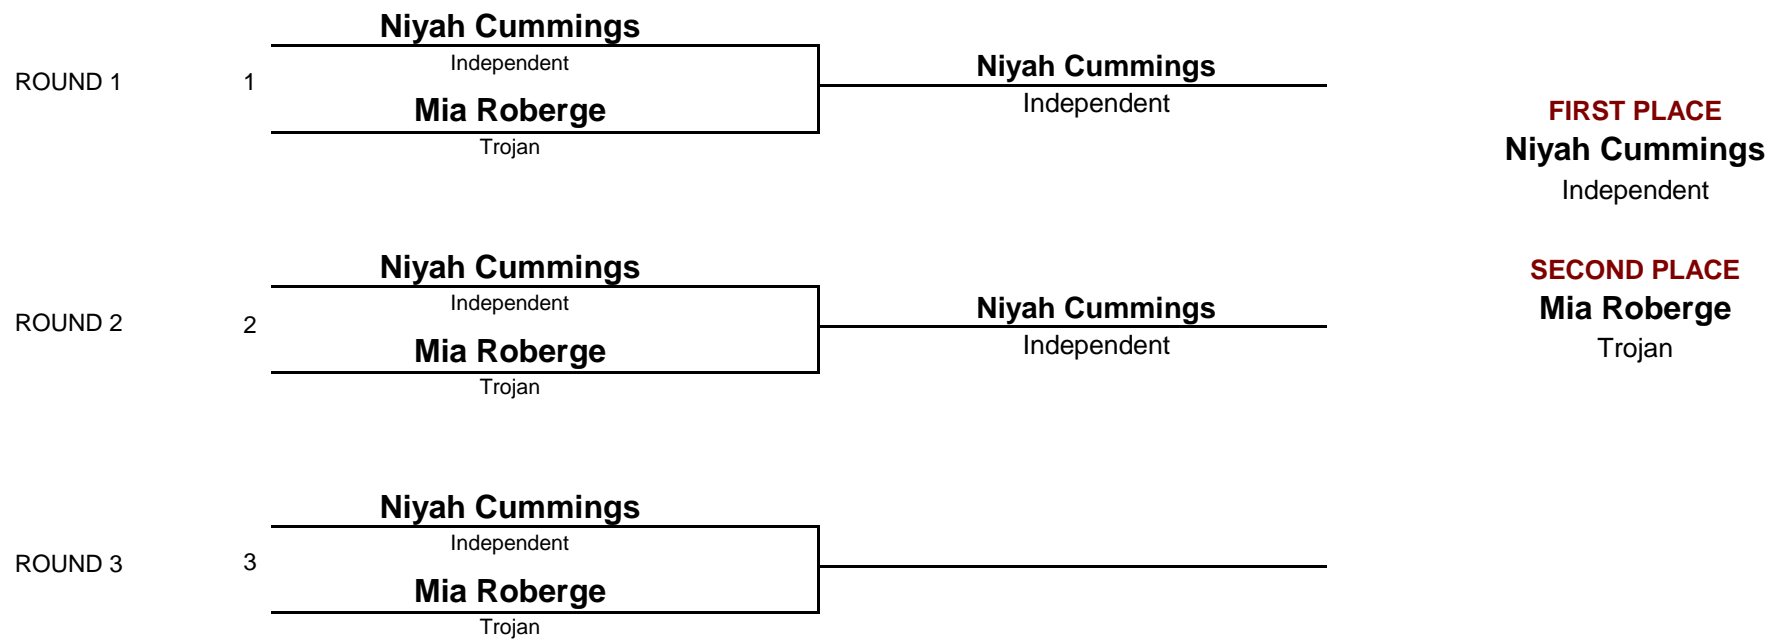 ROUND 1
1
Niyah Cummings
Independent
Mia Roberge
Trojan
Niyah Cummings
Independent
FIRST PLACE
Niyah Cummings
Independent
ROUND 2
2
Niyah Cummings
Independent
Mia Roberge
Trojan
Niyah Cummings
Independent
SECOND PLACE
Mia Roberge
Trojan
ROUND 3
3
Niyah Cummings
Independent
Mia Roberge
Trojan